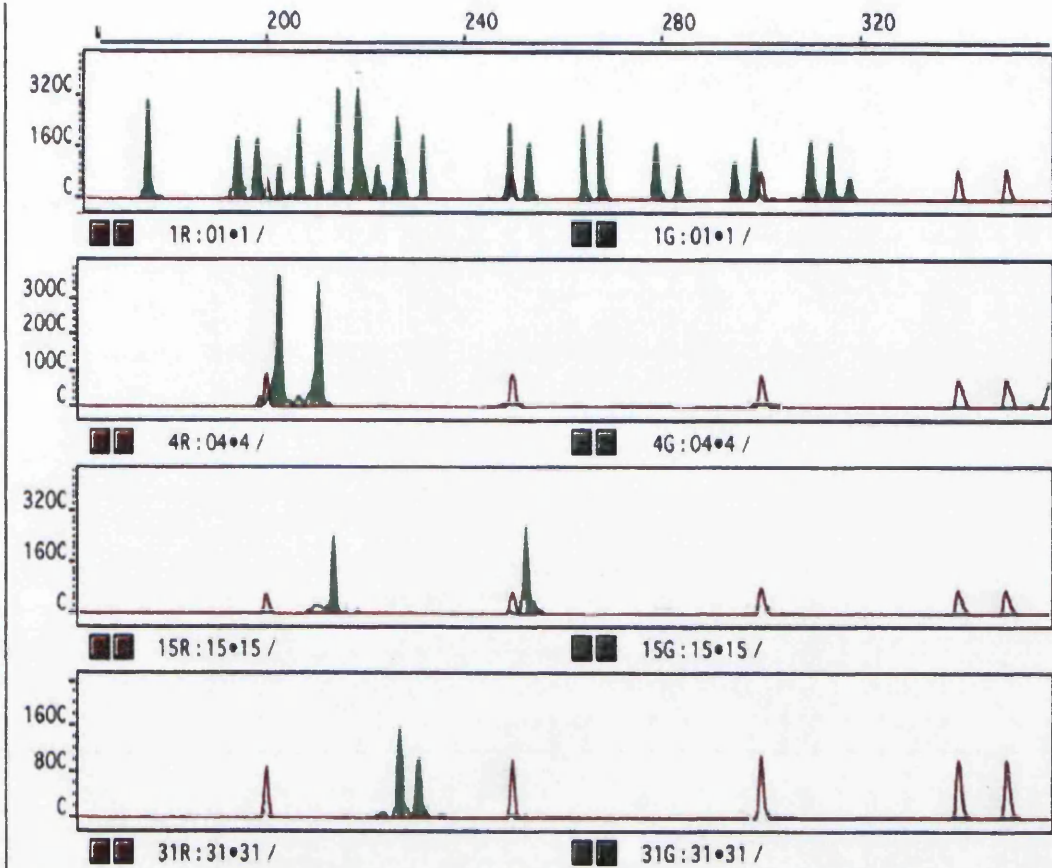 200 240 280 320
320C
160C
C
1R:01•1/ 1G:01•1/
300C
200C
100C
C
4R:04•4/ 4G:04•4/
320C
160C
C
15R:15•15/ 15G:15•15/
160C
80C
C
31R:31•31/ 31G:31•31/